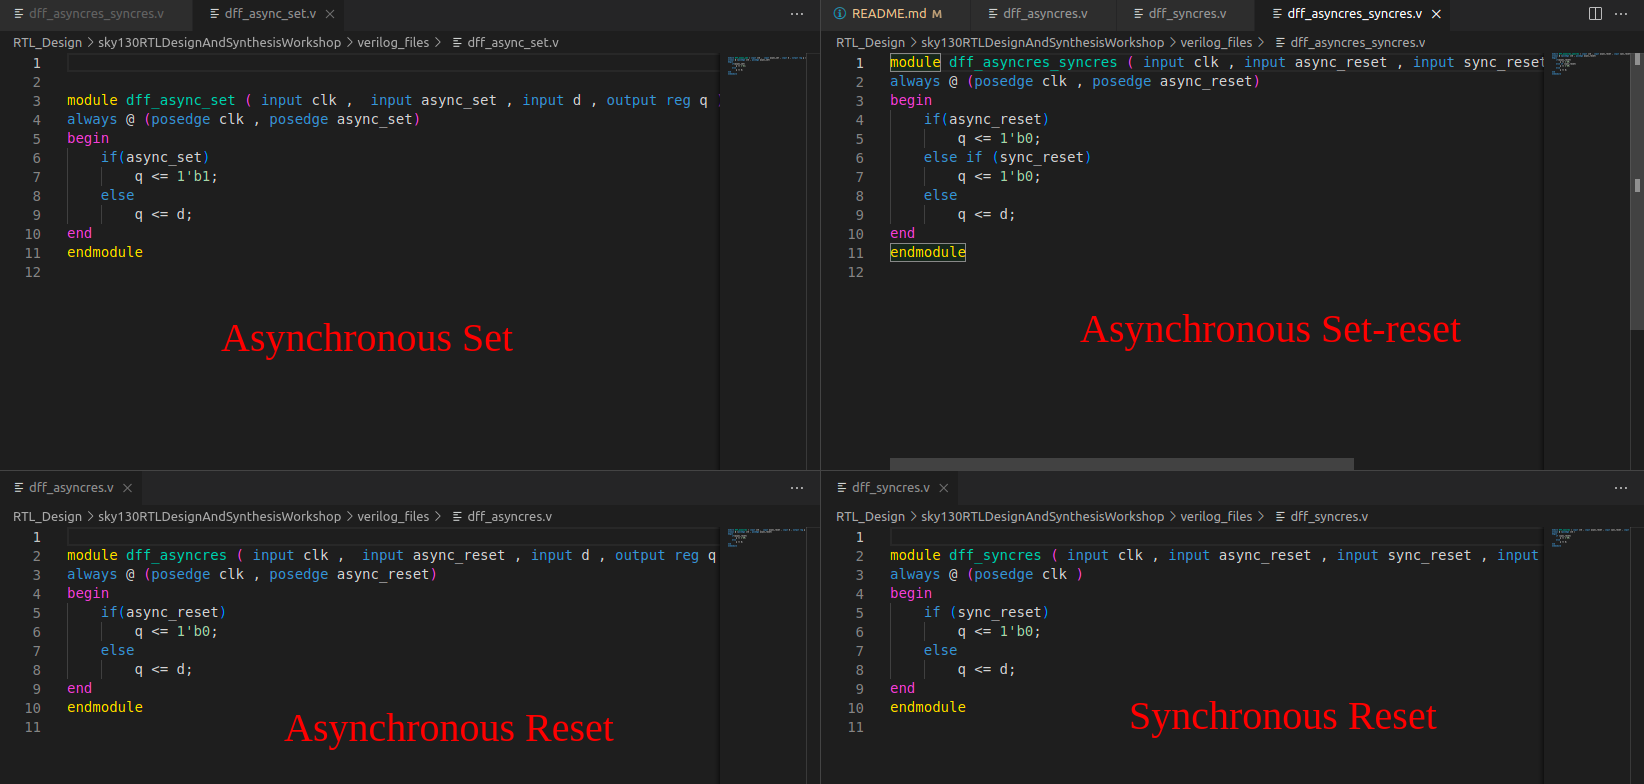 dff_asyncres_syncres.v
dff_async_set.v
RTL_Design > sky130RTLDesignAndSynthesisWorkshop > verilog_files > dff_async_set.v
1
2
3 module dff_async_set ( input clk ,  input async_set , input d , output reg q )
4 always @ (posedge clk , posedge async_set)
5 begin
6     if(async_set)
7         q <= 1'b1;
8     else
9         q <= d;
10 end
11 endmodule
12
Asynchronous Set
README.md M
dff_asyncres.v
dff_syncres.v
dff_asyncres_syncres.v
RTL_Design > sky130RTLDesignAndSynthesisWorkshop > verilog_files > dff_asyncres_syncres.v
1 module dff_asyncres_syncres ( input clk , input async_reset , input sync_reset
2 always @ (posedge clk , posedge async_reset)
3 begin
4     if(async_reset)
5         q <= 1'b0;
6     else if (sync_reset)
7         q <= 1'b0;
8     else
9         q <= d;
10 end
11 endmodule
12
Asynchronous Set-reset
dff_asyncres.v
RTL_Design > sky130RTLDesignAndSynthesisWorkshop > verilog_files > dff_asyncres.v
1
2 module dff_asyncres ( input clk ,  input async_reset , input d , output reg q
3 always @ (posedge clk , posedge async_reset)
4 begin
5     if(async_reset)
6         q <= 1'b0;
7     else
8         q <= d;
9 end
10 endmodule
11
Asynchronous Reset
dff_syncres.v
RTL_Design > sky130RTLDesignAndSynthesisWorkshop > verilog_files > dff_syncres.v
1
2 module dff_syncres ( input clk , input async_reset , input sync_reset , input
3 always @ (posedge clk )
4 begin
5     if (sync_reset)
6         q <= 1'b0;
7     else
8         q <= d;
9 end
10 endmodule
11
Synchronous Reset